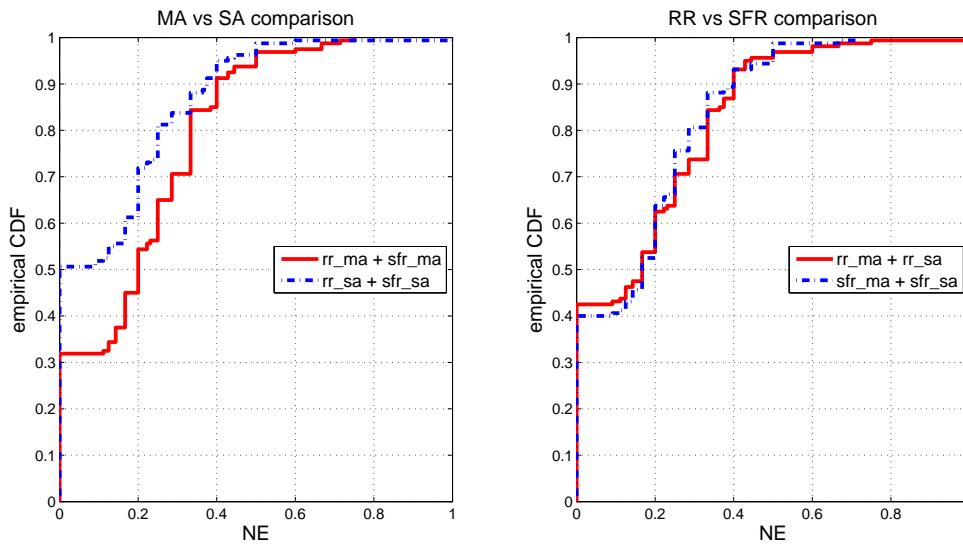 MA vs SA comparison
1
0.9
0.8
0.7
0.6
0.5
0.4
0.3
0.2
0.1
0
empirical CDF
rr_ma + sfr_ma
rr_sa + sfr_sa
0 0.2 0.4 0.6 0.8 1
NE
RR vs SFR comparison
1
0.9
0.8
0.7
0.6
0.5
0.4
0.3
0.2
0.1
0
empirical CDF
rr_ma + rr_sa
sfr_ma + sfr_sa
0 0.2 0.4 0.6 0.8
NE